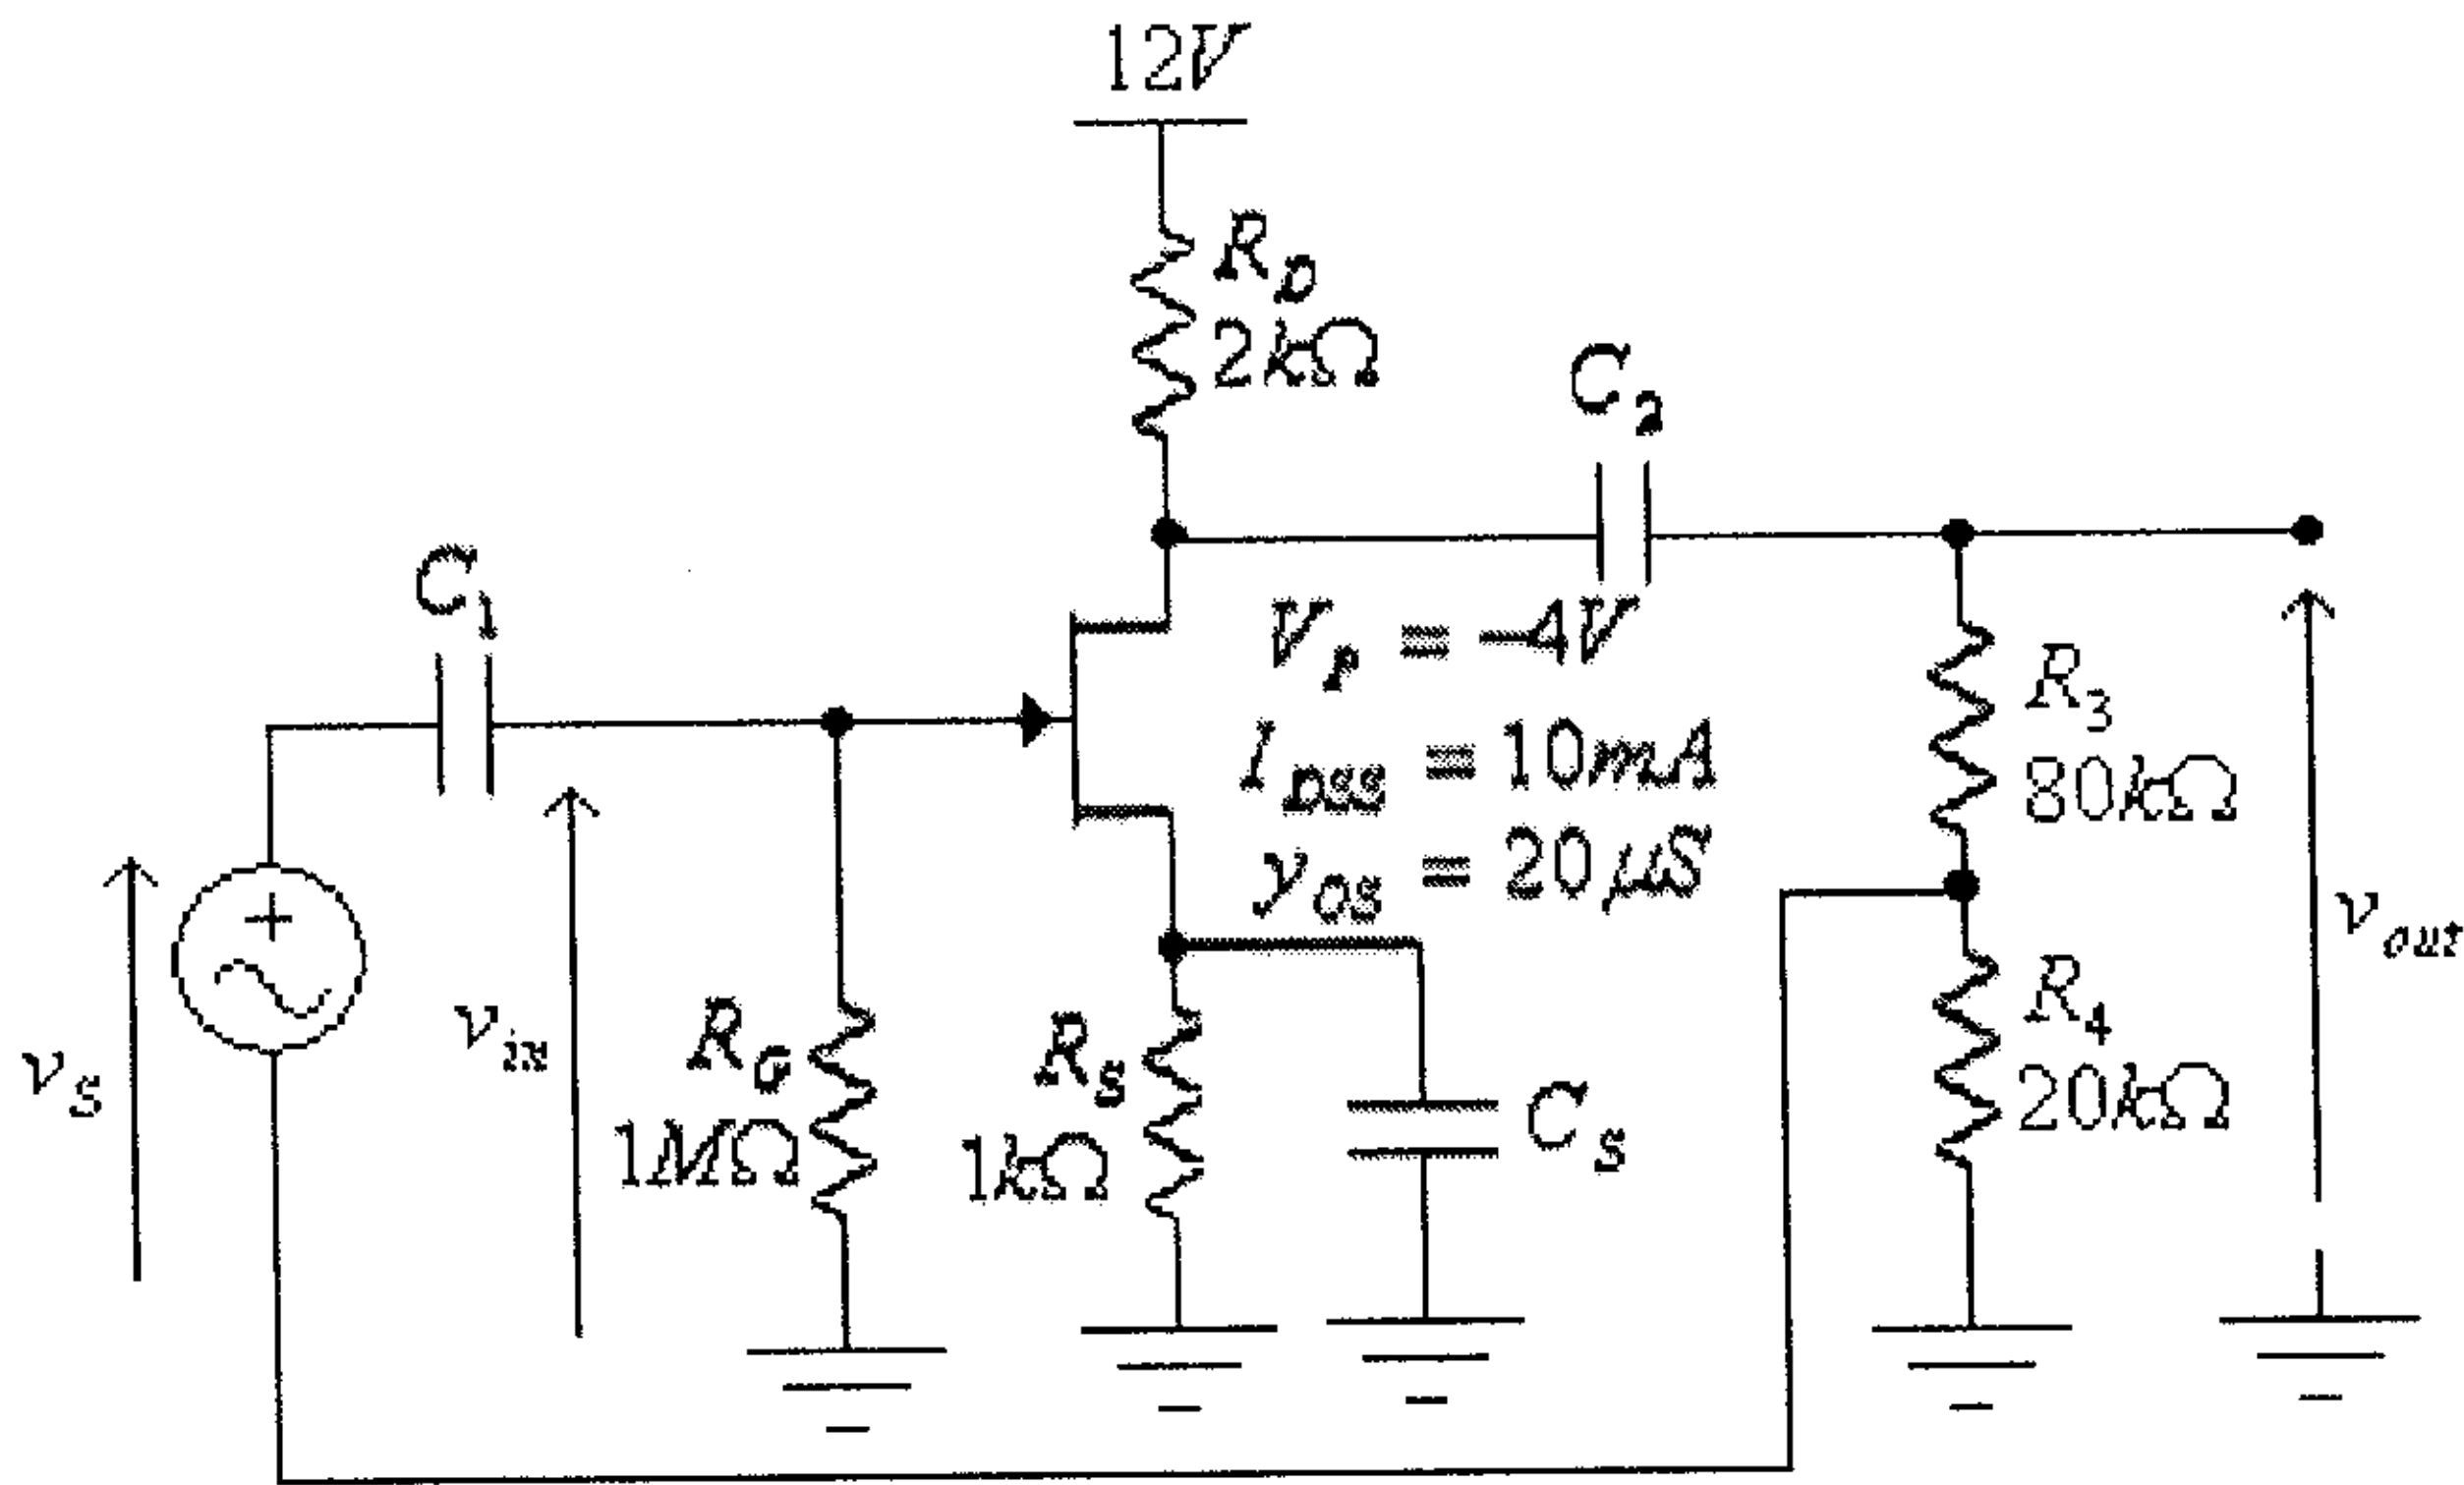 12V
R_D
2kΩ
C_2
C_1
V_P = -4V
I_DSS = 10mA
y_os = 20μS
R_3
80kΩ
v_out
v_s
v_in
R_G
1MΩ
R_S
1kΩ
C_s
R_4
20kΩ